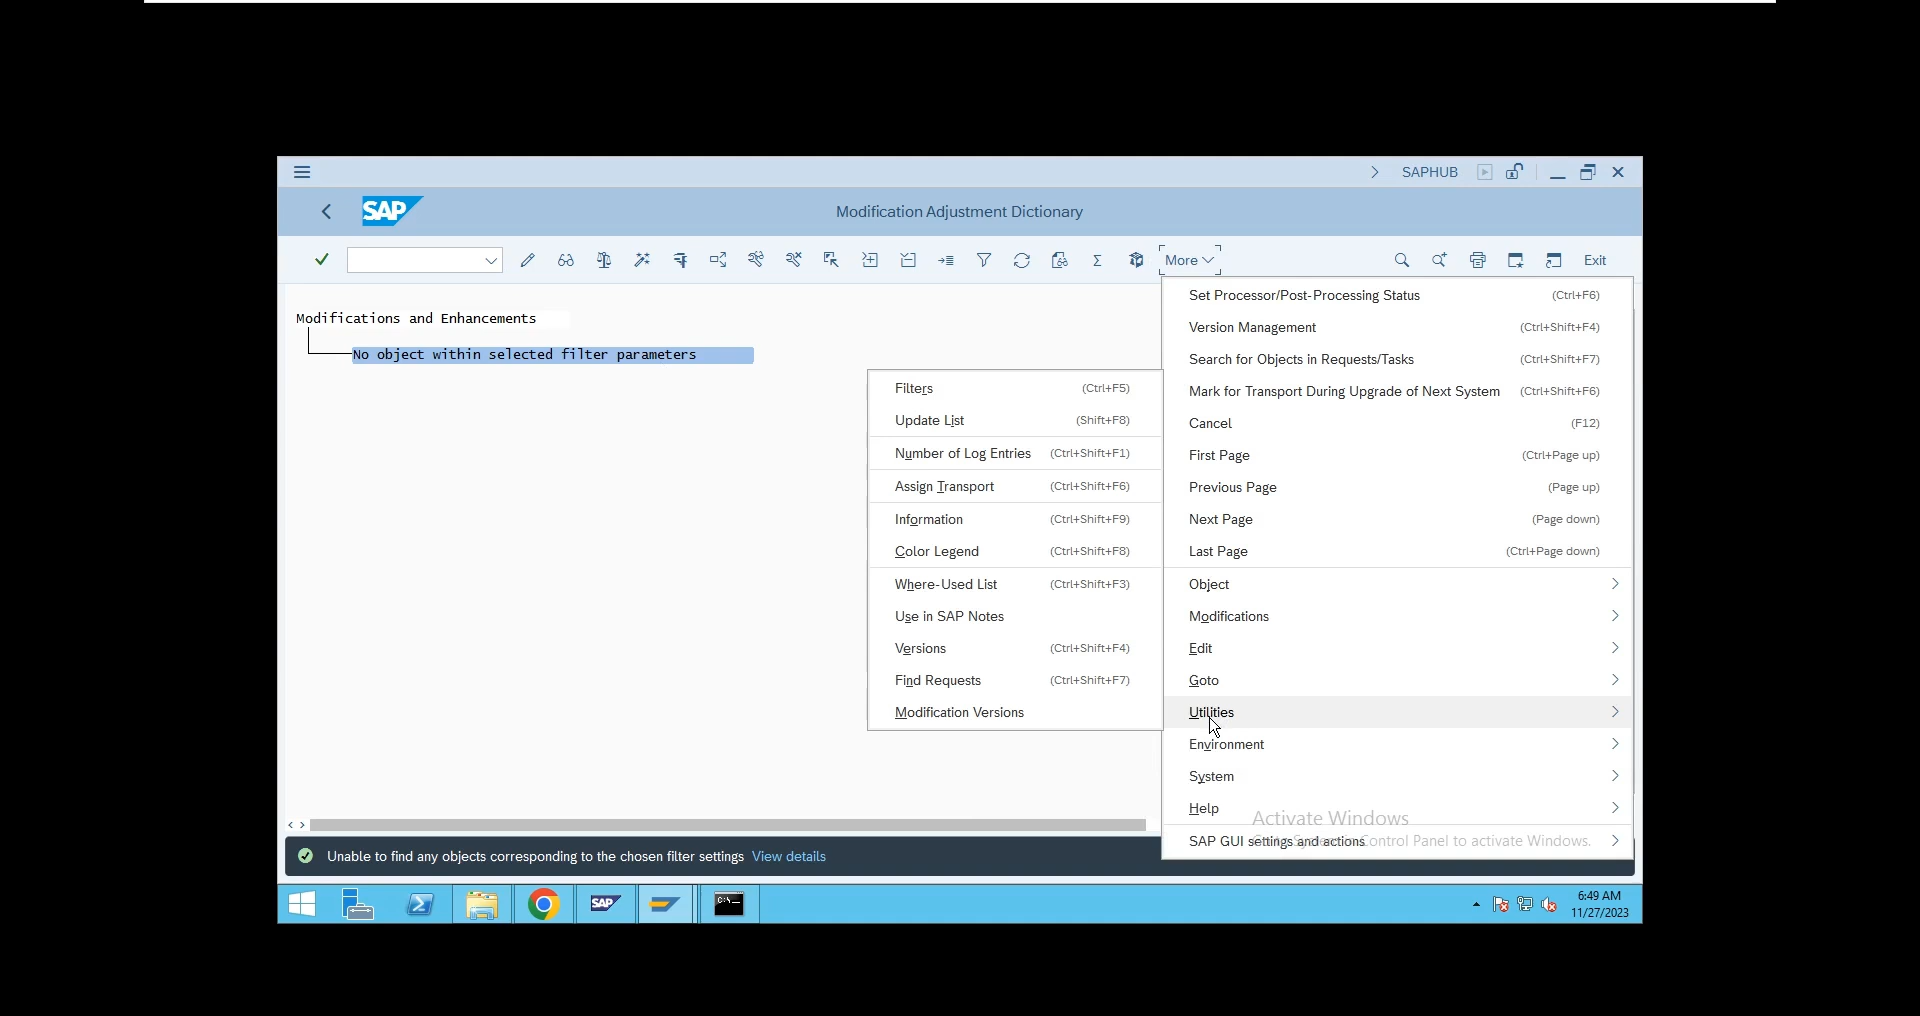 SAPHUB
SAP
Modification Adjustment Dictionary
More
Exit
Modifications and Enhancements
No object within selected filter parameters
Set Processor/Post-Processing Status (Ctrl+F6)
Version Management (Ctrl+Shift+F4)
Search for Objects in Requests/Tasks (Ctrl+Shift+F7)
Mark for Transport During Upgrade of Next System (Ctrl+Shift+F6)
Cancel (F12)
First Page (Ctrl+Page up)
Previous Page (Page up)
Next Page (Page down)
Last Page (Ctrl+Page down)
Object
Modifications
Edit
Goto
Utilities
Environment
System
Help
SAP GUI settings and actions
Filters (Ctrl+F5)
Update List (Shift+F8)
Number of Log Entries (Ctrl+Shift+F1)
Assign Transport (Ctrl+Shift+F6)
Information (Ctrl+Shift+F9)
Color Legend (Ctrl+Shift+F8)
Where-Used List (Ctrl+Shift+F3)
Use in SAP Notes
Versions (Ctrl+Shift+F4)
Find Requests (Ctrl+Shift+F7)
Modification Versions
Activate Windows
Control Panel to activate Windows.
Unable to find any objects corresponding to the chosen filter settings View details
SAP
C:\
6:49 AM
11/27/2023